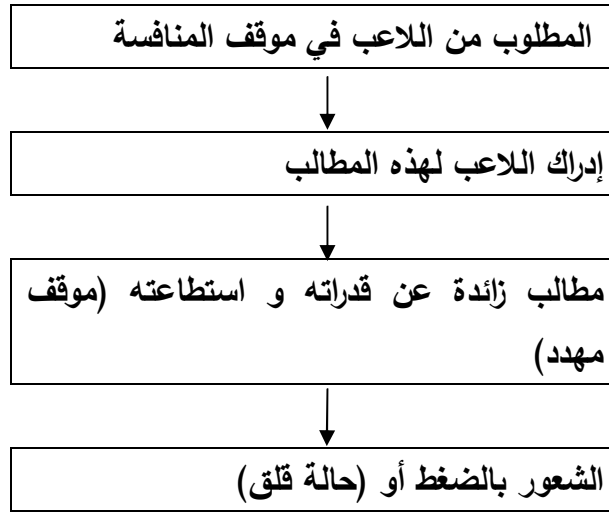 المطلوب من اللاعب في موقف المنافسة
إدراك اللاعب لهذه المطالب
مطالب زائدة عن قدراته و استطاعته (موقف
مهدد)
الشعور بالضغط أو (حالة قلق)